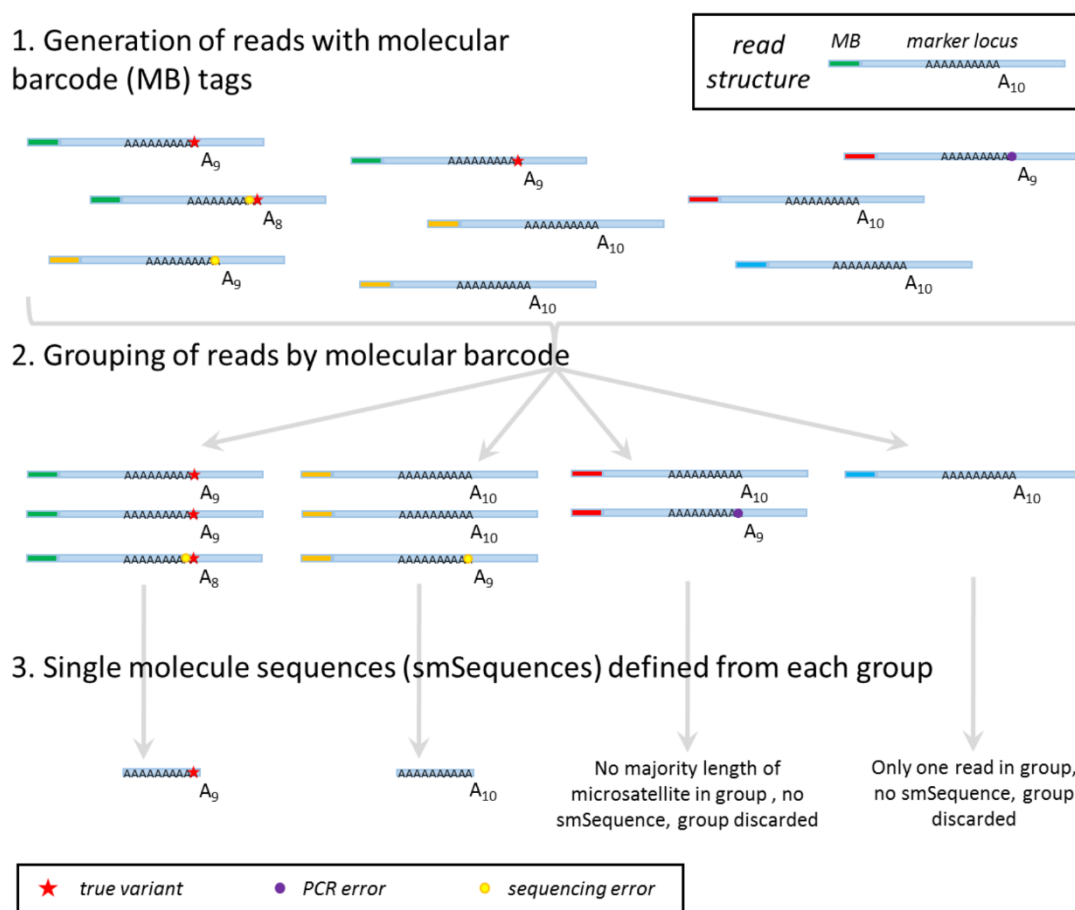 1. Generation of reads with molecular
barcode (MB) tags
read
structure
MB
marker locus
AAAAAAAAAA
A10
AAAAAAAAA
A9
AAAAAAAAA
A9
AAAAAAAAA
A9
AAAAAAAA
A8
AAAAAAAAAA
A10
AAAAAAAAAA
A10
AAAAAAAAA
A9
AAAAAAAAAA
A10
AAAAAAAAAA
A10
2. Grouping of reads by molecular barcode
AAAAAAAAA
A9
AAAAAAAAAA
A10
AAAAAAAAAA
A10
AAAAAAAAAA
A10
AAAAAAAAA
A9
AAAAAAAAAA
A10
AAAAAAAAA
A9
AAAAAAAA
A8
AAAAAAAAA
A9
3. Single molecule sequences (smSequences) defined from each group
AAAAAAAAA
A9
AAAAAAAAAA
A10
No majority length of
microsatellite in group , no
smSequence, group discarded
Only one read in group,
no smSequence, group
discarded
true variant
PCR error
sequencing error